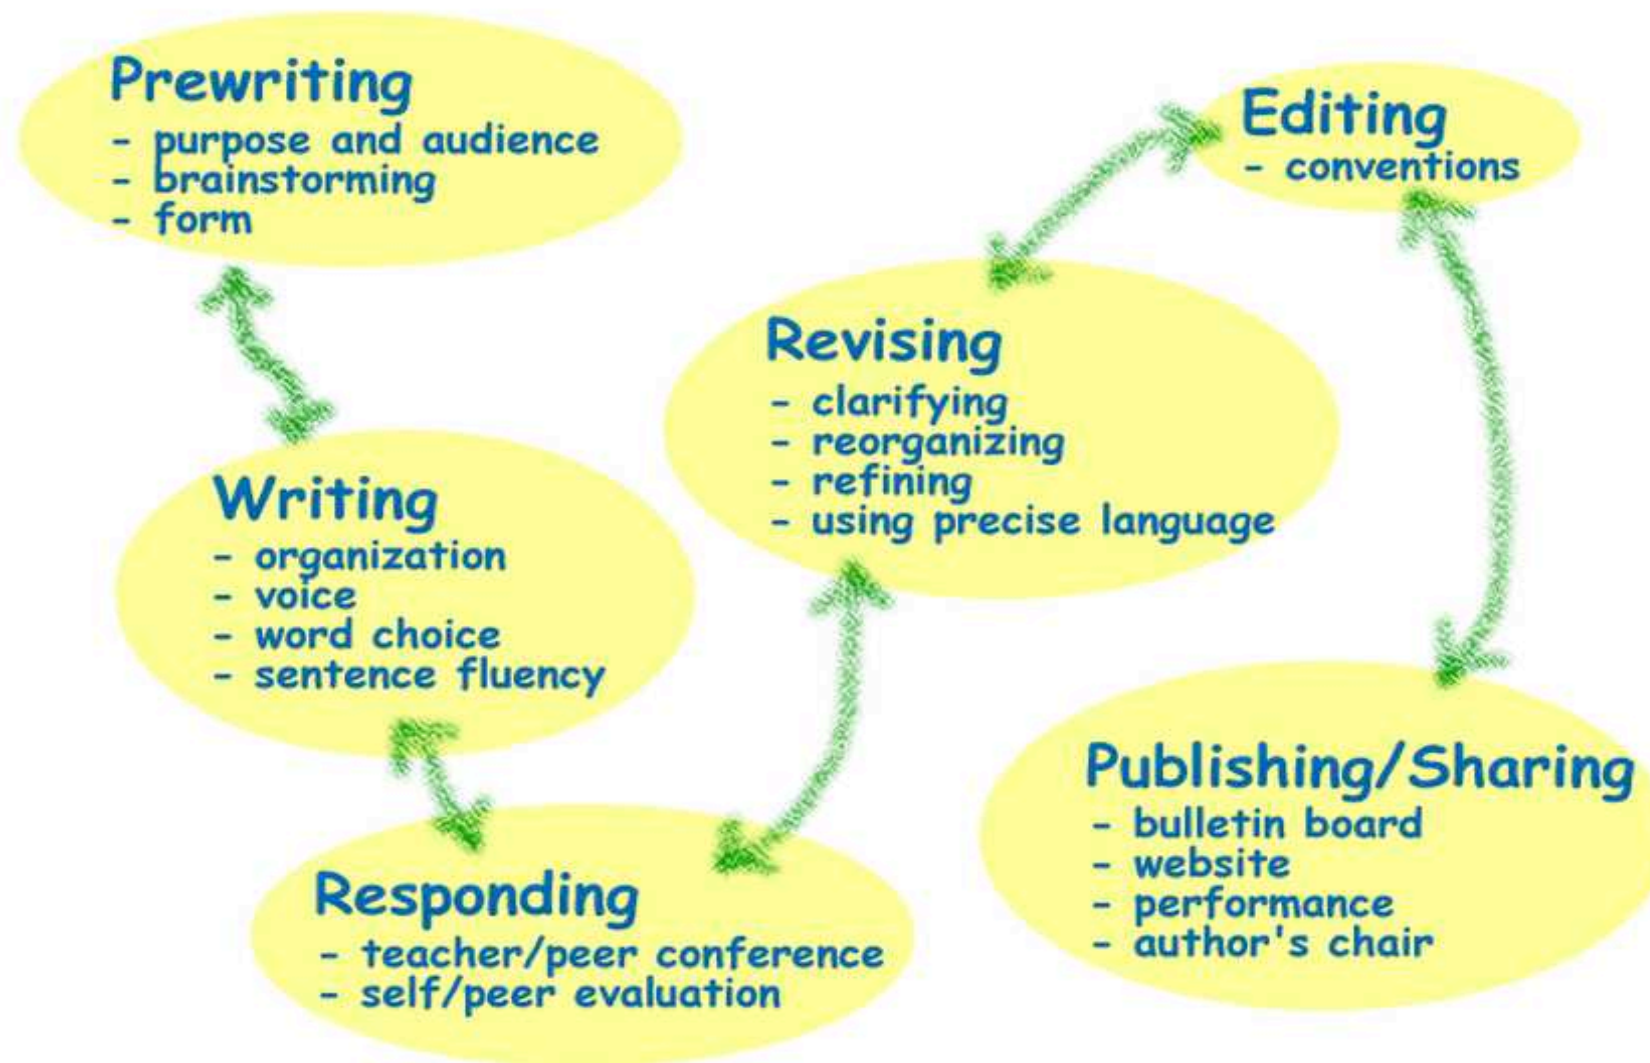 Prewriting
- purpose and audience
- brainstorming
- form
Writing
- organization
- voice
- word choice
- sentence fluency
Responding
- teacher/peer conference
- self/peer evaluation
Revising
- clarifying
- reorganizing
- refining
- using precise language
Editing
- conventions
Publishing/Sharing
- bulletin board
- website
- performance
- author's chair